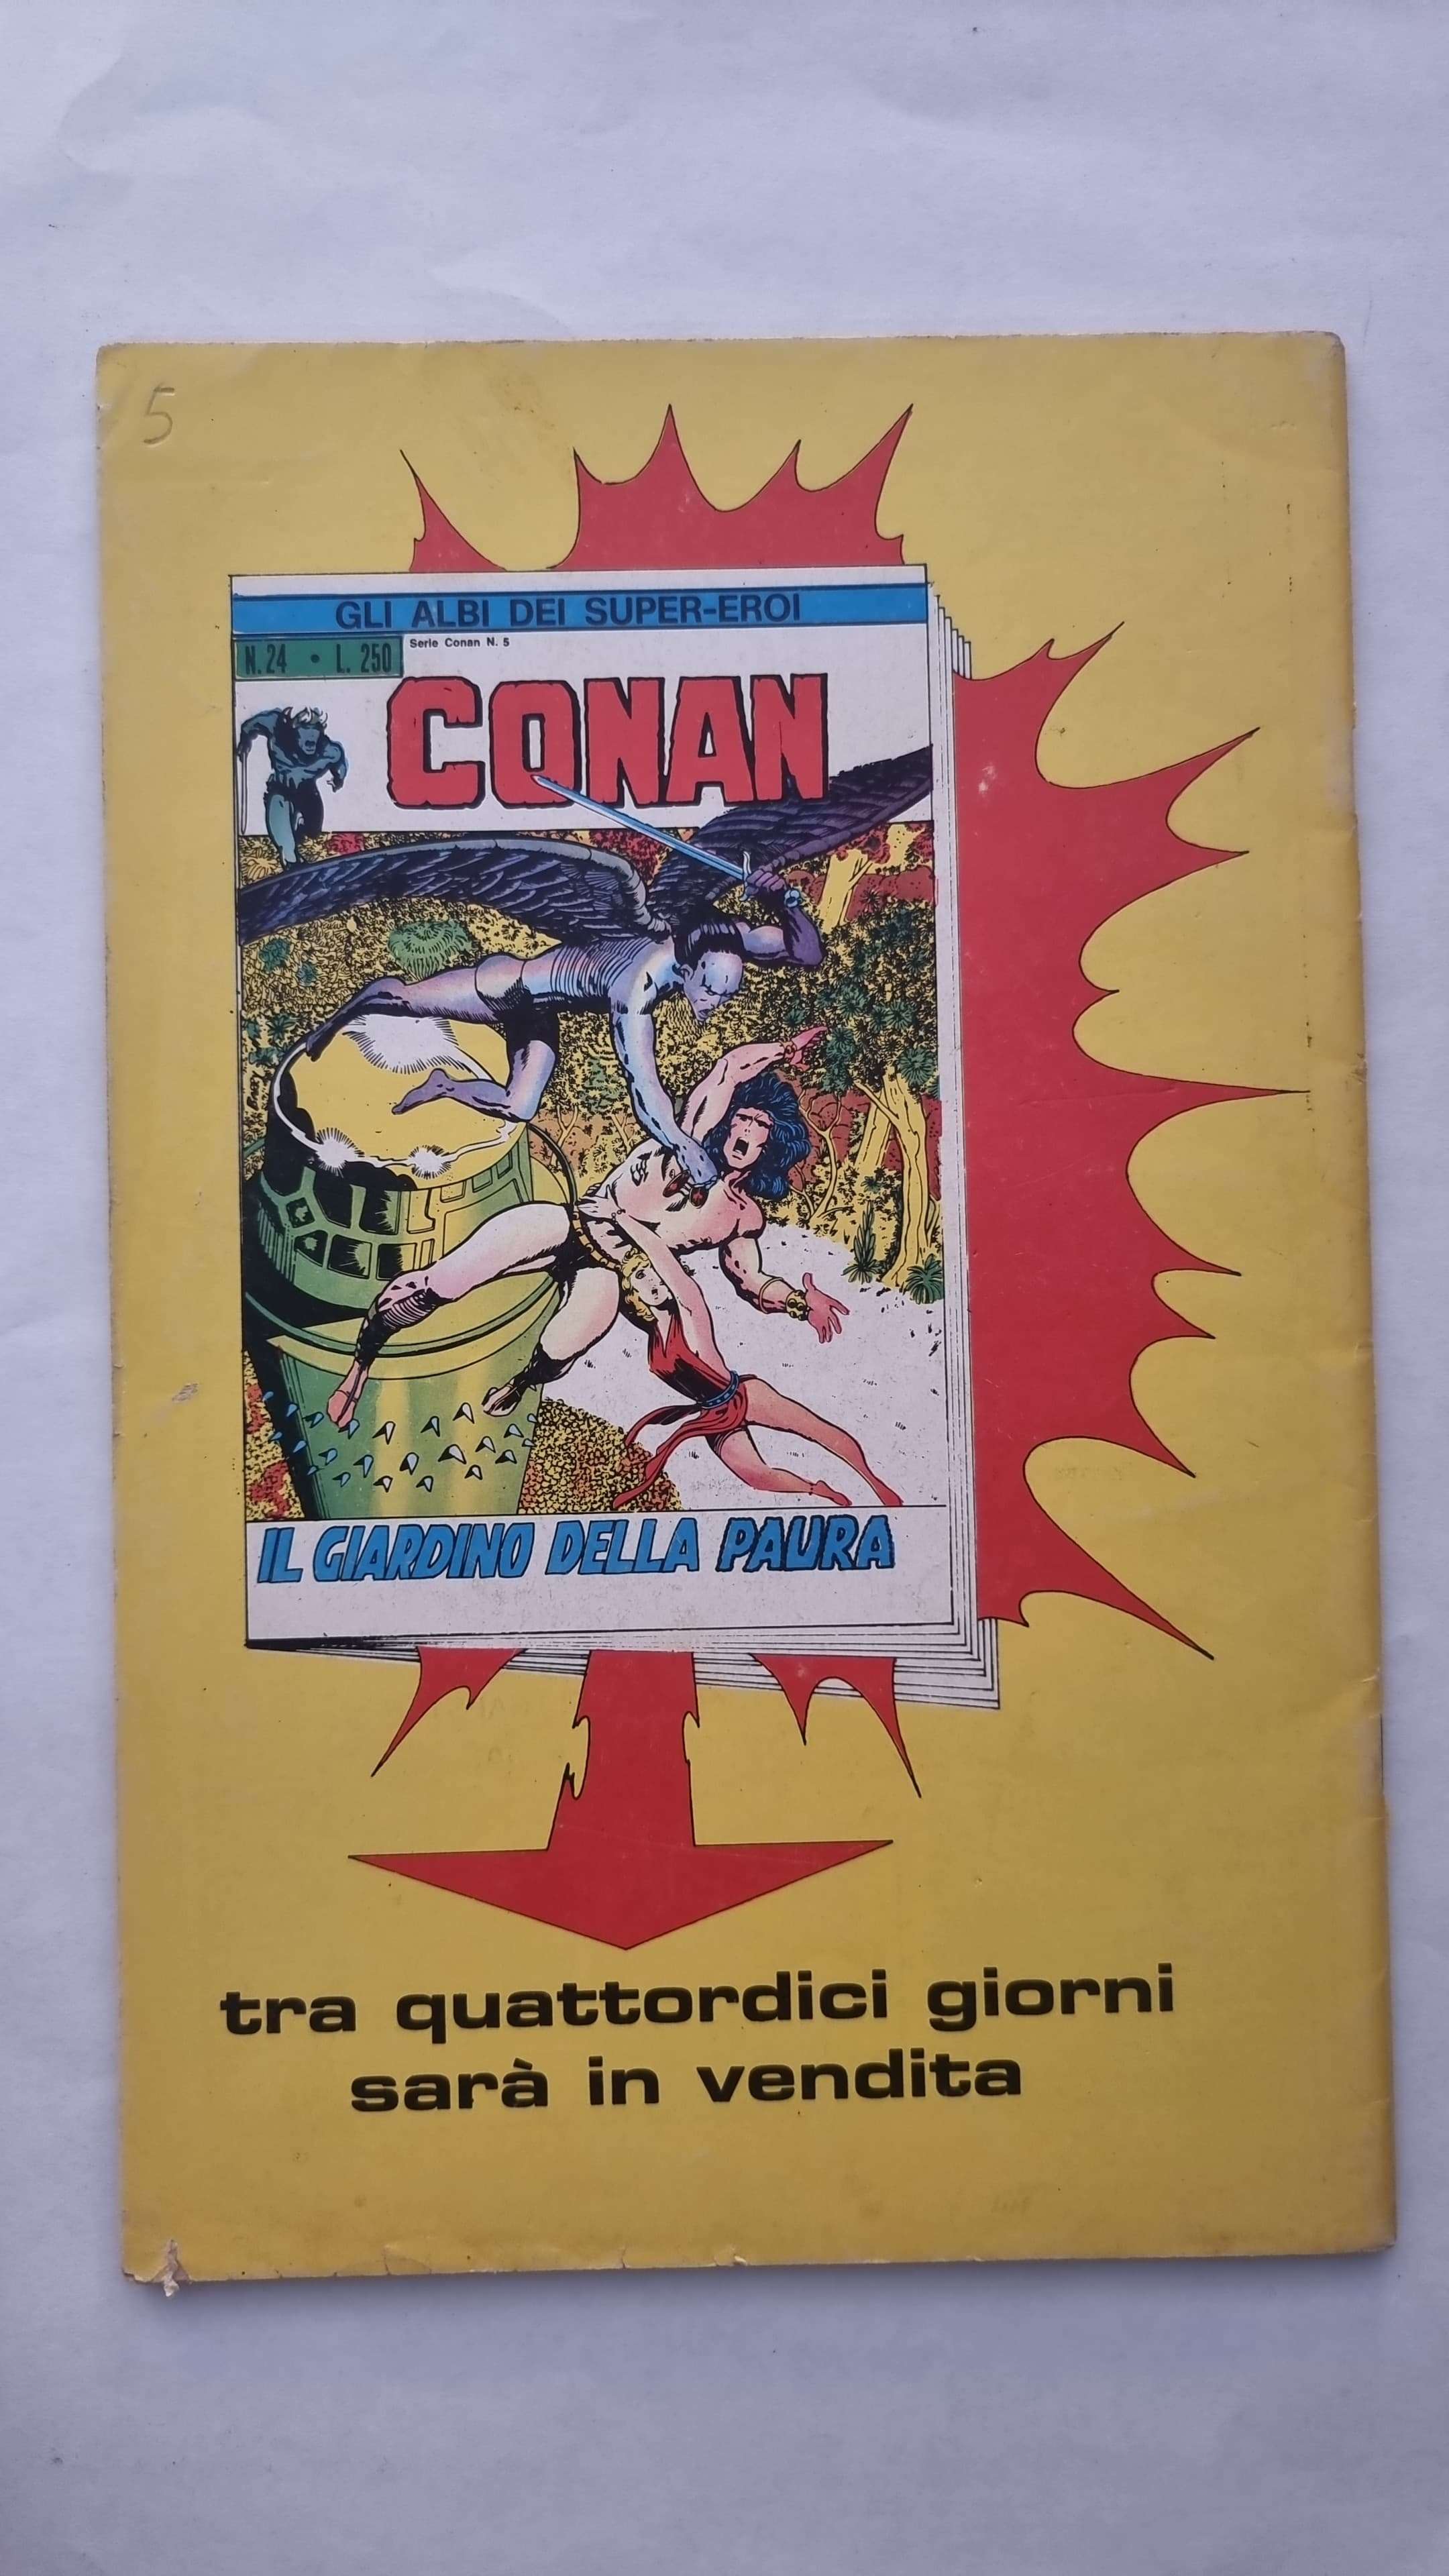 5
GLI ALBI DEI SUPER-EROI
N.24 • L. 250
Serie Conan N. 5
CONAN
IL GIARDINO DELLA PAURA
tra quattordici giorni
sarà in vendita